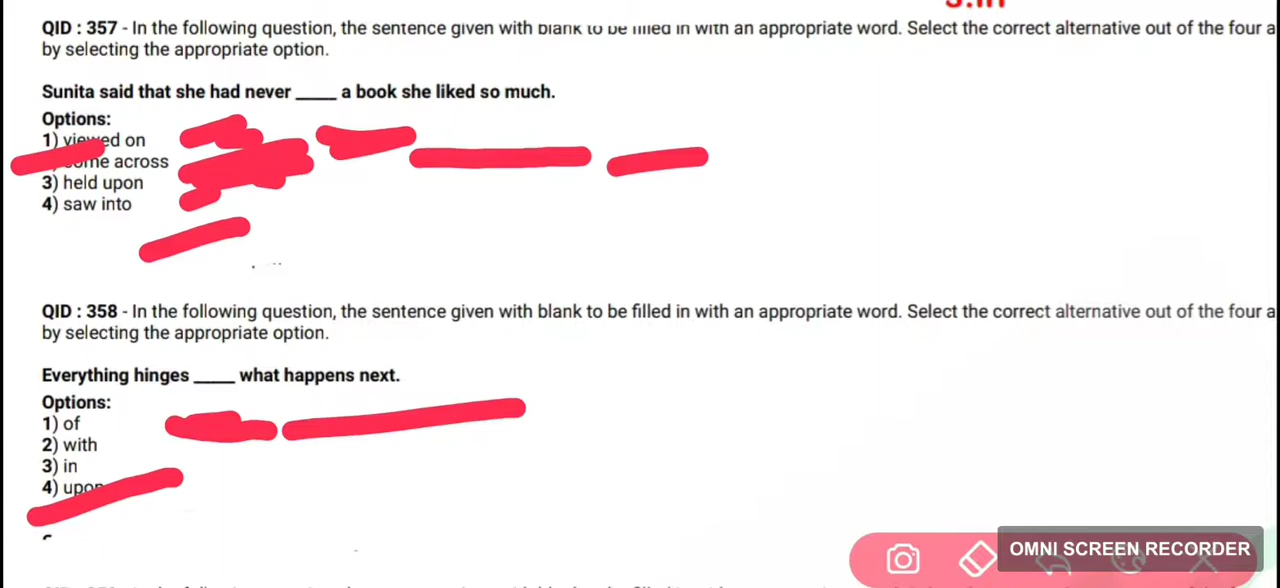 QID : 357 - In the following question, the sentence given with blank to be filled in with an appropriate word. Select the correct alternative out of the four a
by selecting the appropriate option.
Sunita said that she had never ____ a book she liked so much.
Options:
1) viewed on
come across
3) held upon
4) saw into
QID : 358 - In the following question, the sentence given with blank to be filled in with an appropriate word. Select the correct alternative out of the four a
by selecting the appropriate option.
Everything hinges ____ what happens next.
Options:
1) of
2) with
3) in
4) upon
OMNI SCREEN RECORDER